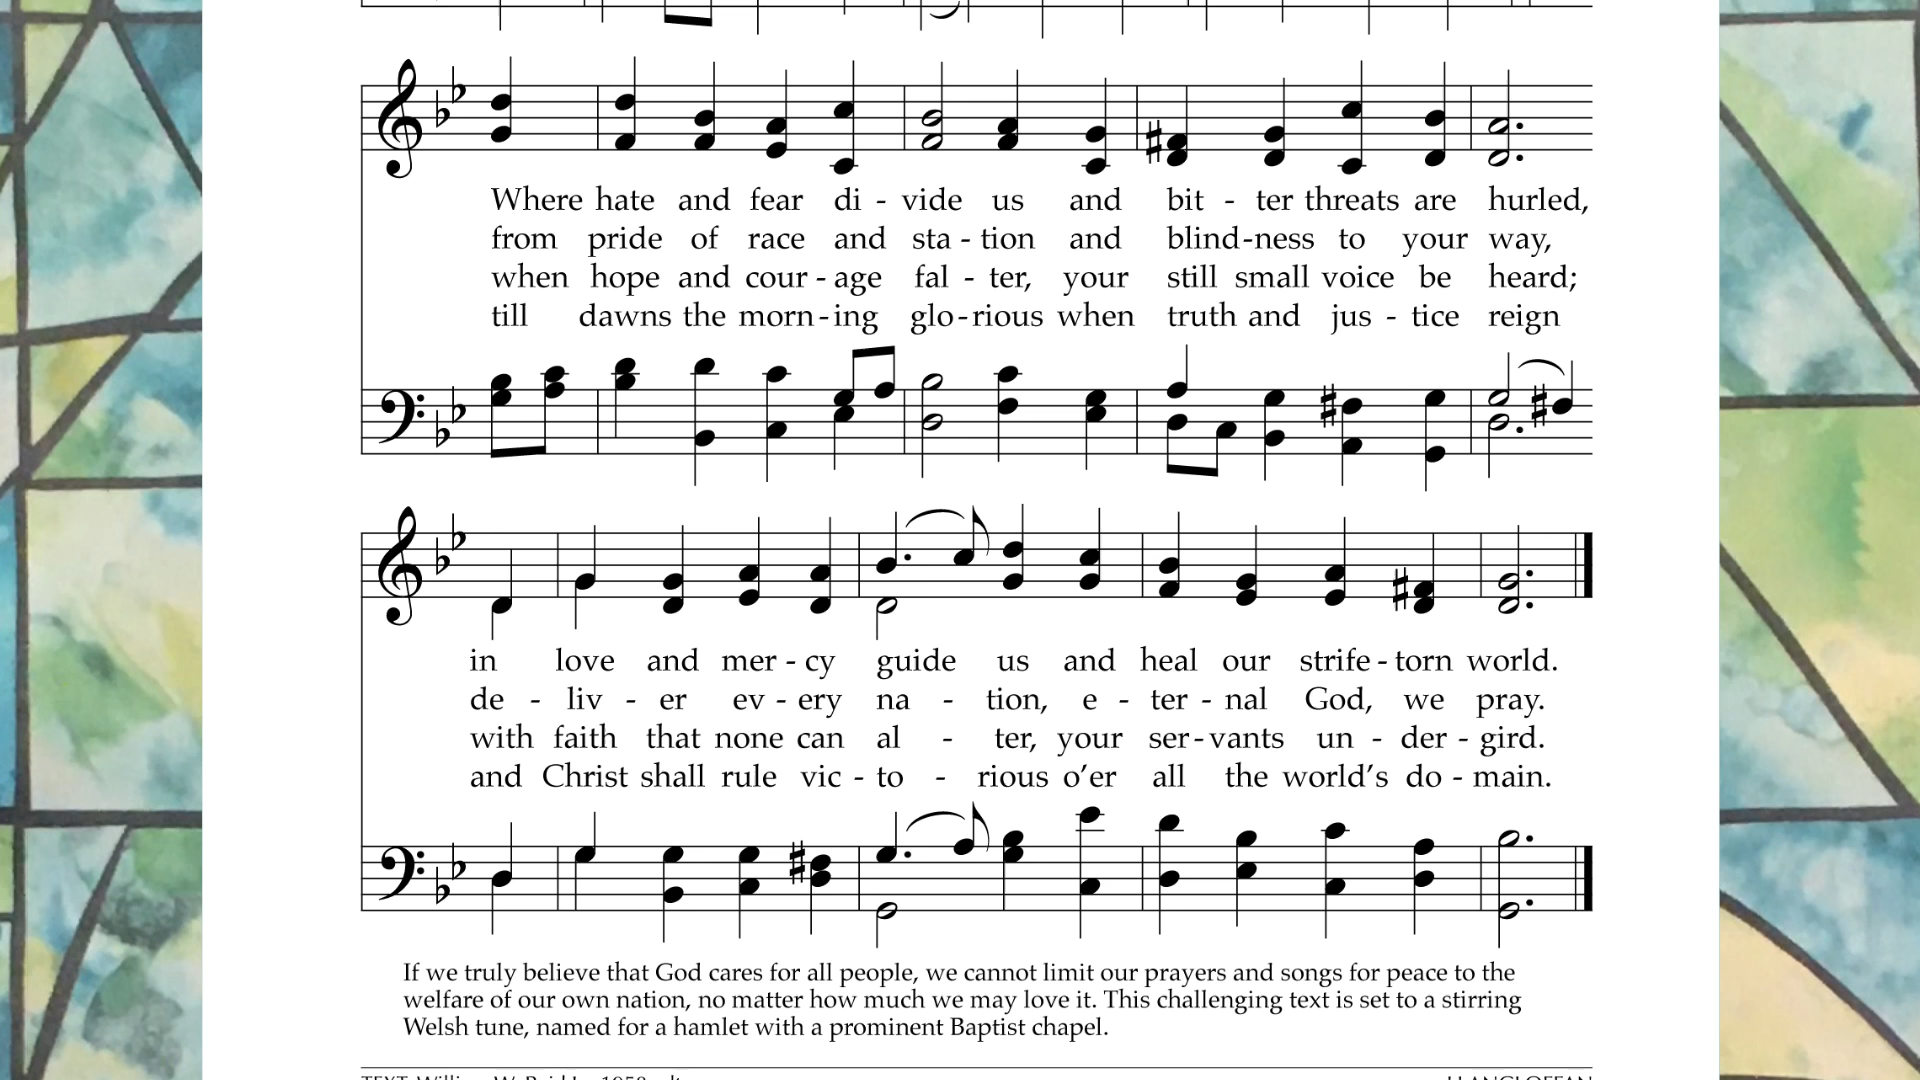 Where hate and fear di - vide us and bit - ter threats are hurled,
from pride of race and sta - tion and blind - ness to your way,
when hope and cour - age fal - ter, your still small voice be heard;
till dawns the morn - ing glo - rious when truth and jus - tice reign
in love and mer - cy guide us and heal our strife - torn world.
de - liv - er ev - ery na - tion, e - ter - nal God, we pray.
with faith that none can al - ter, your ser - vants un - der - gird.
and Christ shall rule vic - to - rious o’er all the world’s do - main.
If we truly believe that God cares for all people, we cannot limit our prayers and songs for peace to the
welfare of our own nation, no matter how much we may love it. This challenging text is set to a stirring
Welsh tune, named for a hamlet with a prominent Baptist chapel.